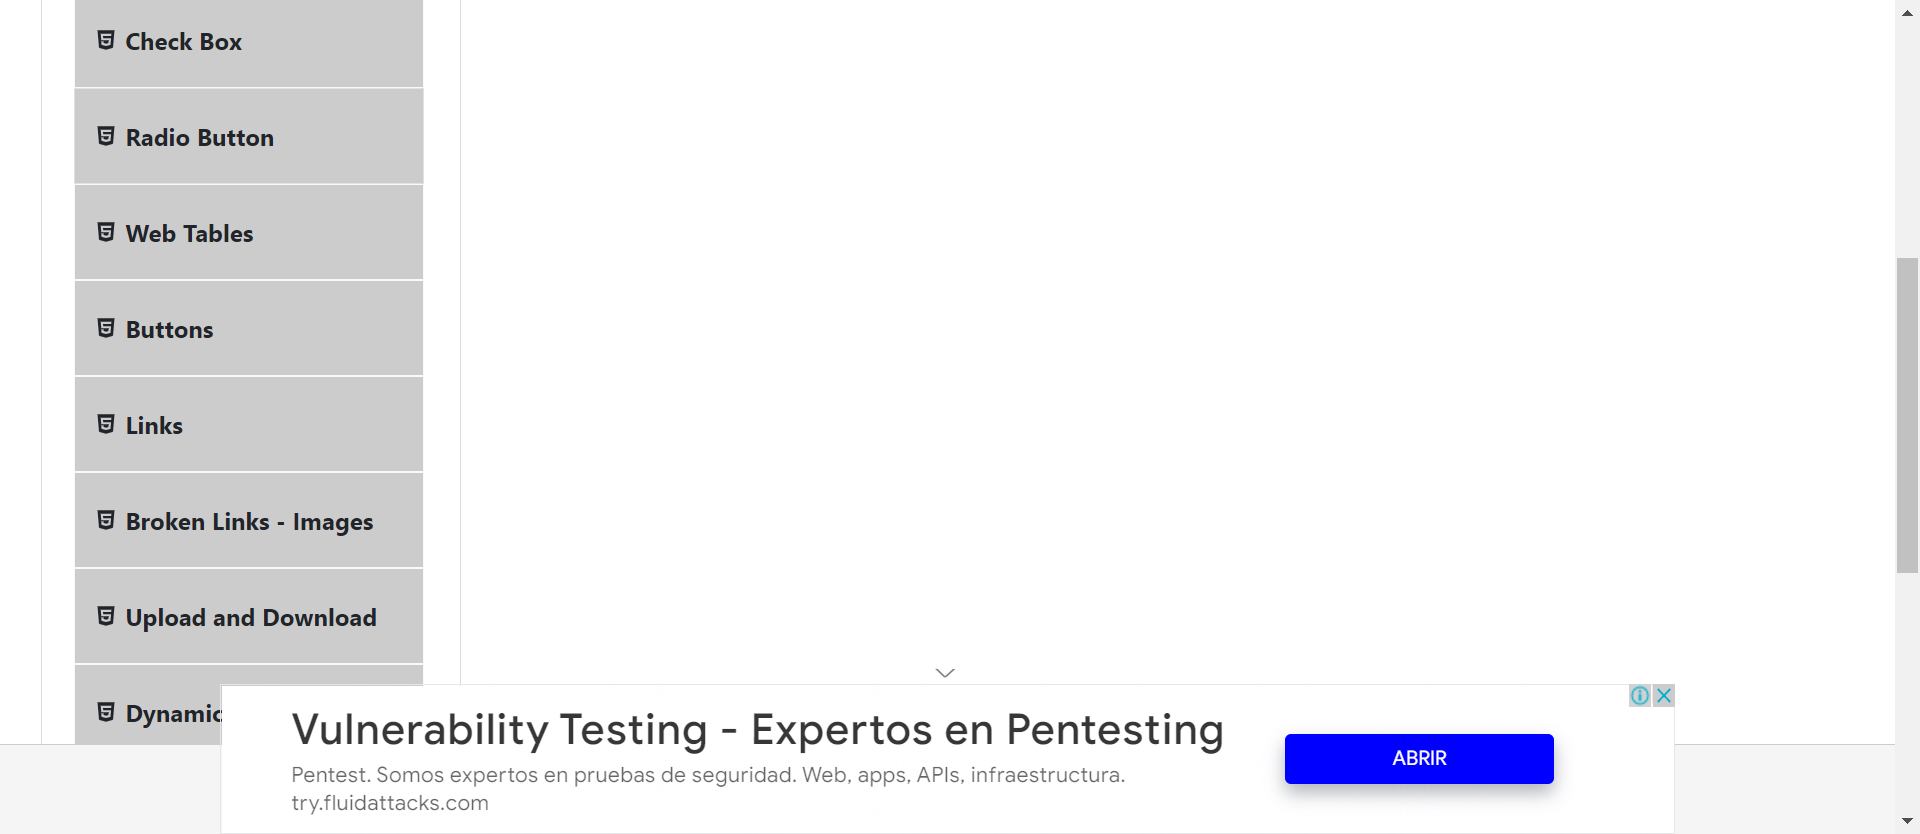 Check Box
Radio Button
Web Tables
Buttons
Links
Broken Links - Images
Upload and Download
Dynamic
Vulnerability Testing - Expertos en Pentesting
Pentest. Somos expertos en pruebas de seguridad. Web, apps, APIs, infraestructura.
try.fluidattacks.com
ABRIR